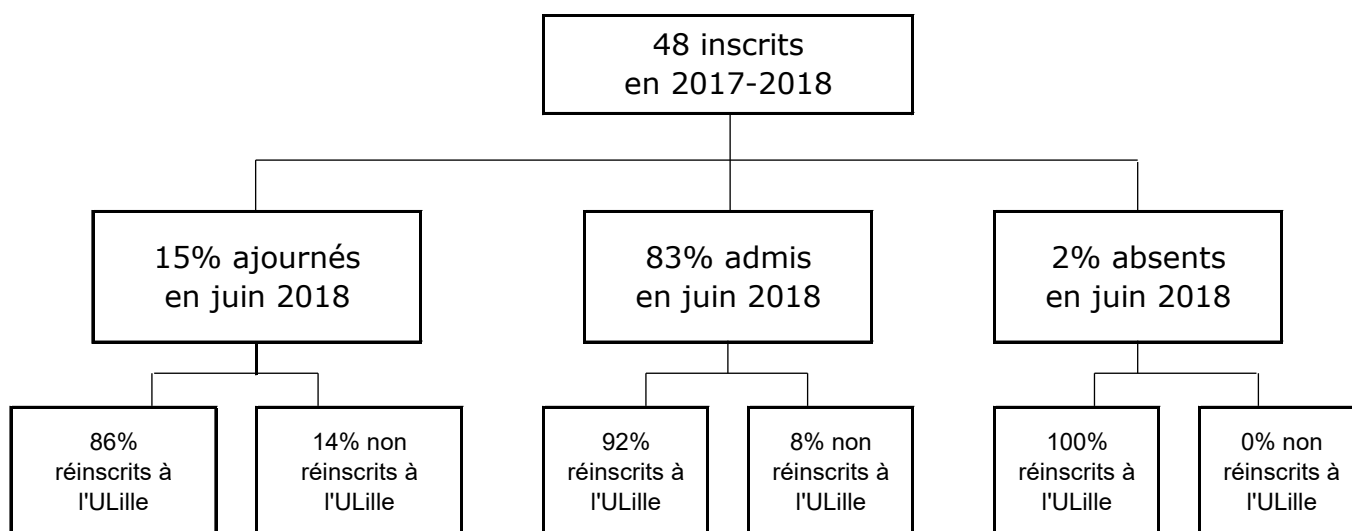 48 inscrits
en 2017-2018
15% ajournés
en juin 2018
83% admis
en juin 2018
2% absents
en juin 2018
86%
réinscrits à
l'ULille
14% non
réinscrits à
l'ULille
92%
réinscrits à
l'ULille
8% non
réinscrits à
l'ULille
100%
réinscrits à
l'ULille
0% non
réinscrits à
l'ULille